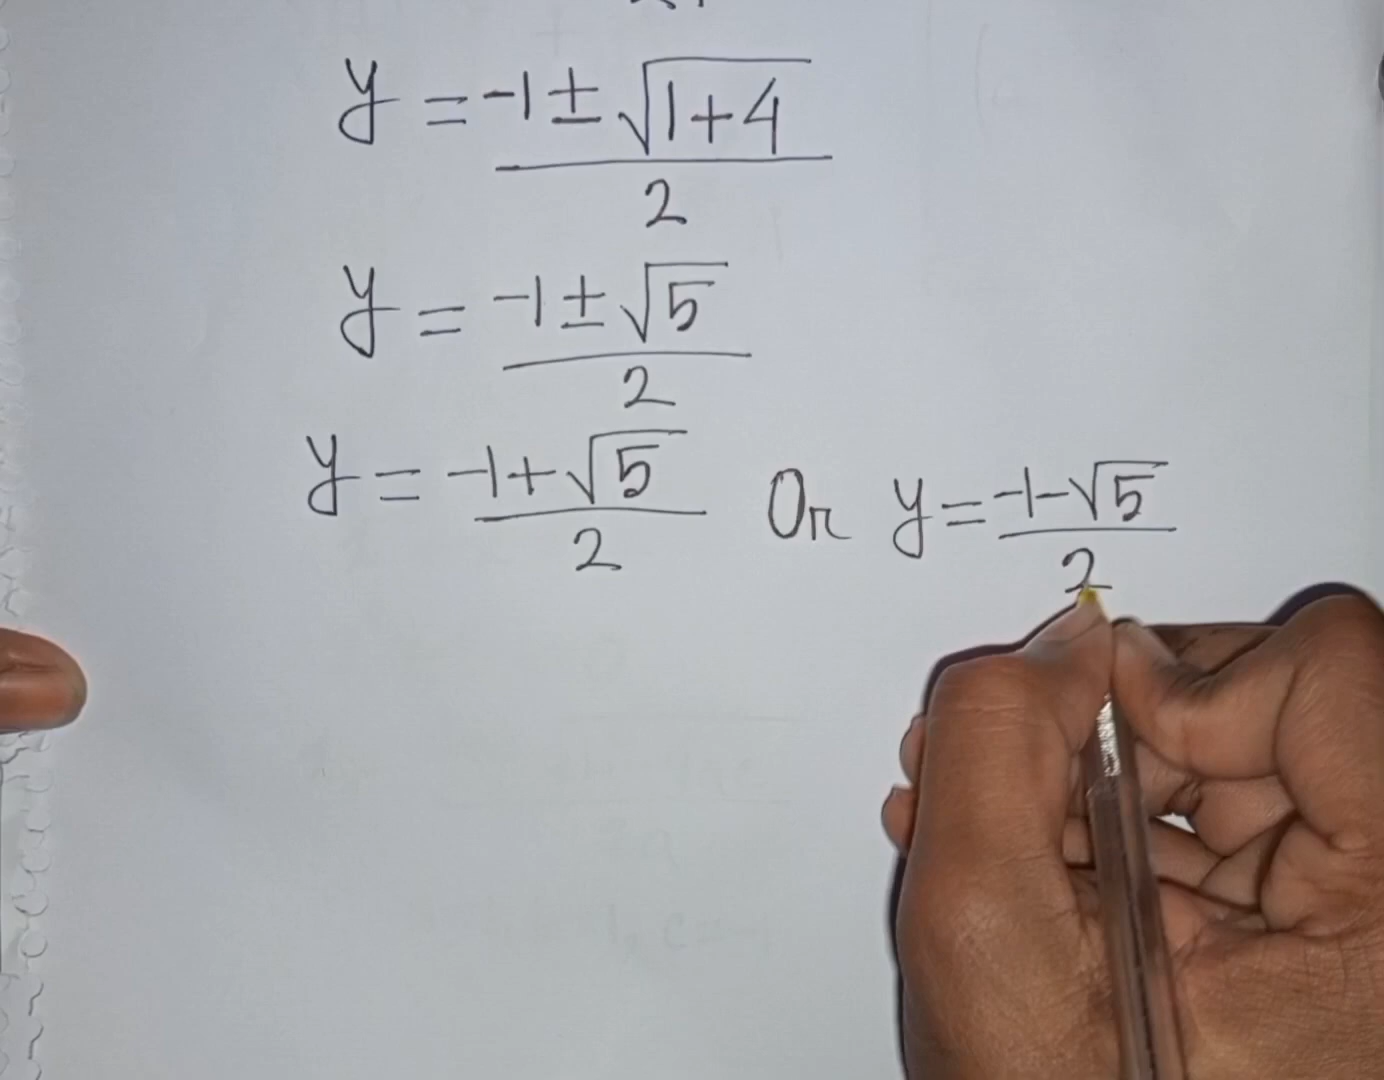 y = -1 ± √1+4 / 2
y = -1 ± √5 / 2
y = -1+√5 / 2 Or y = -1-√5 / 2